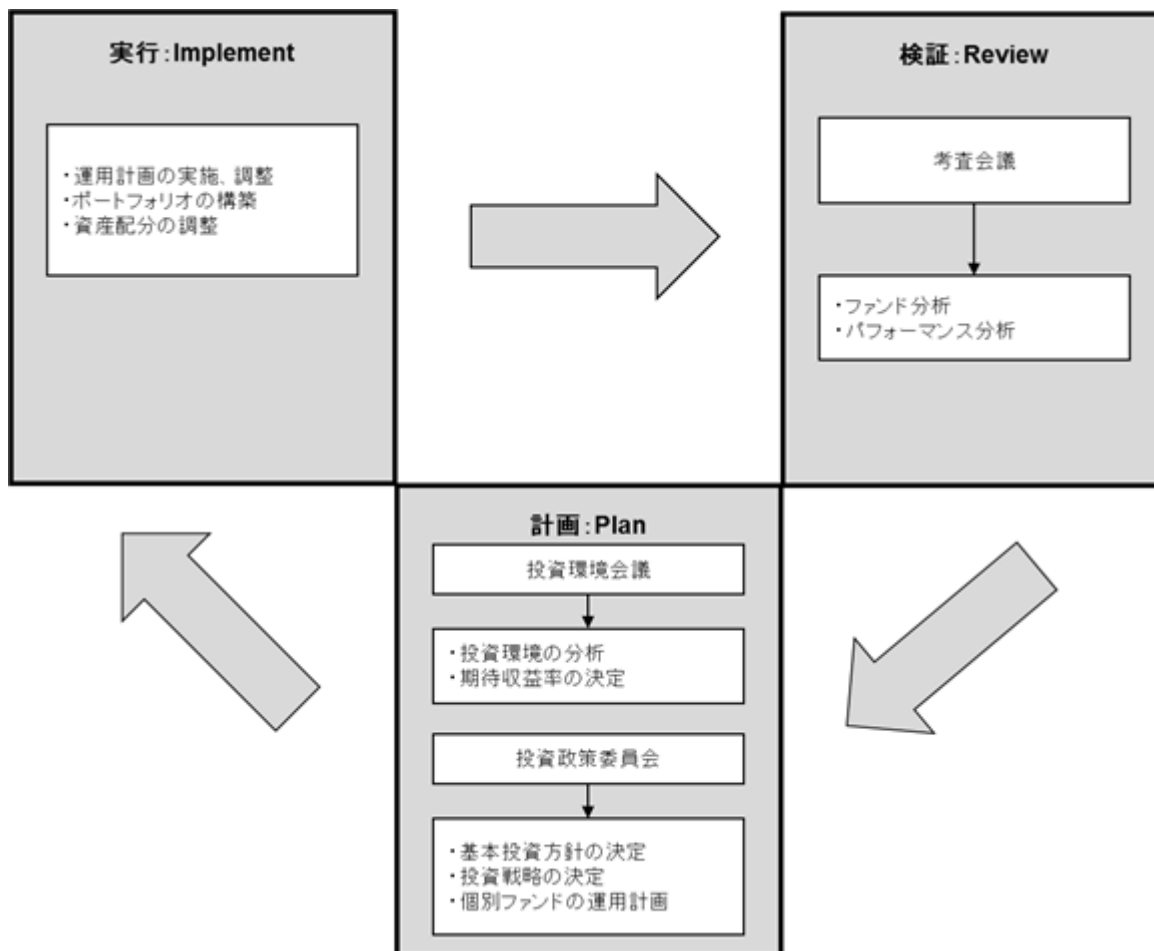 実行:Implement
・運用計画の実施、調整
・ポートフォリオの構築
・資産配分の調整
検証:Review
考査会議
・ファンド分析
・パフォーマンス分析
計画:Plan
投資環境会議
・投資環境の分析
・期待収益率の決定
投資政策委員会
・基本投資方針の決定
・投資戦略の決定
・個別ファンドの運用計画